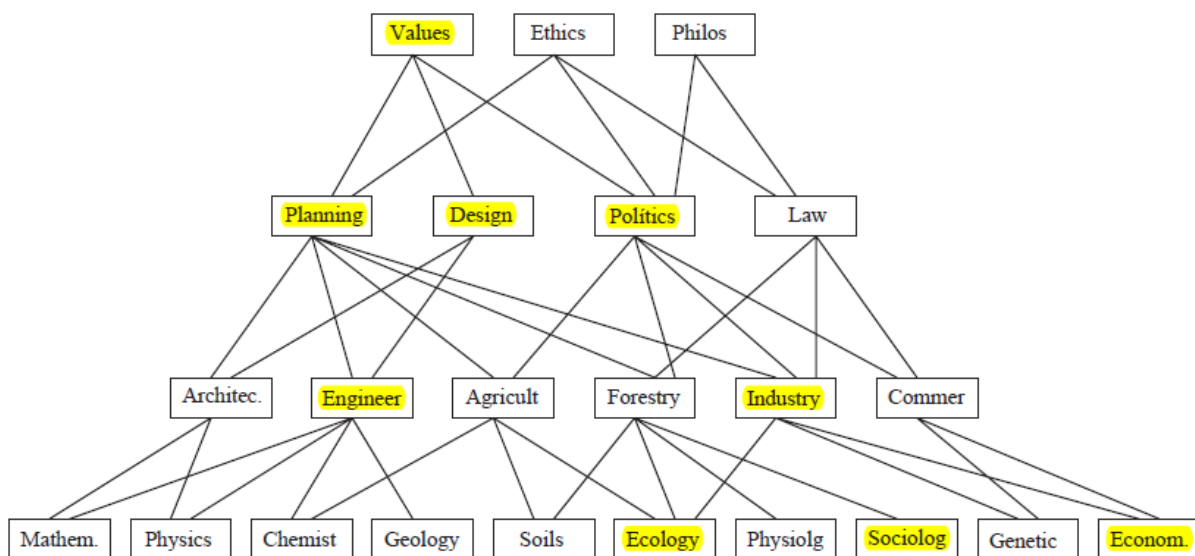 Values Ethics Philos
Planning Design Polítics Law
Architec. Engineer Agricult Forestry Industry Commer
Mathem. Physics Chemist Geology Soils Ecology Physiolg Sociolog Genetic Econom.